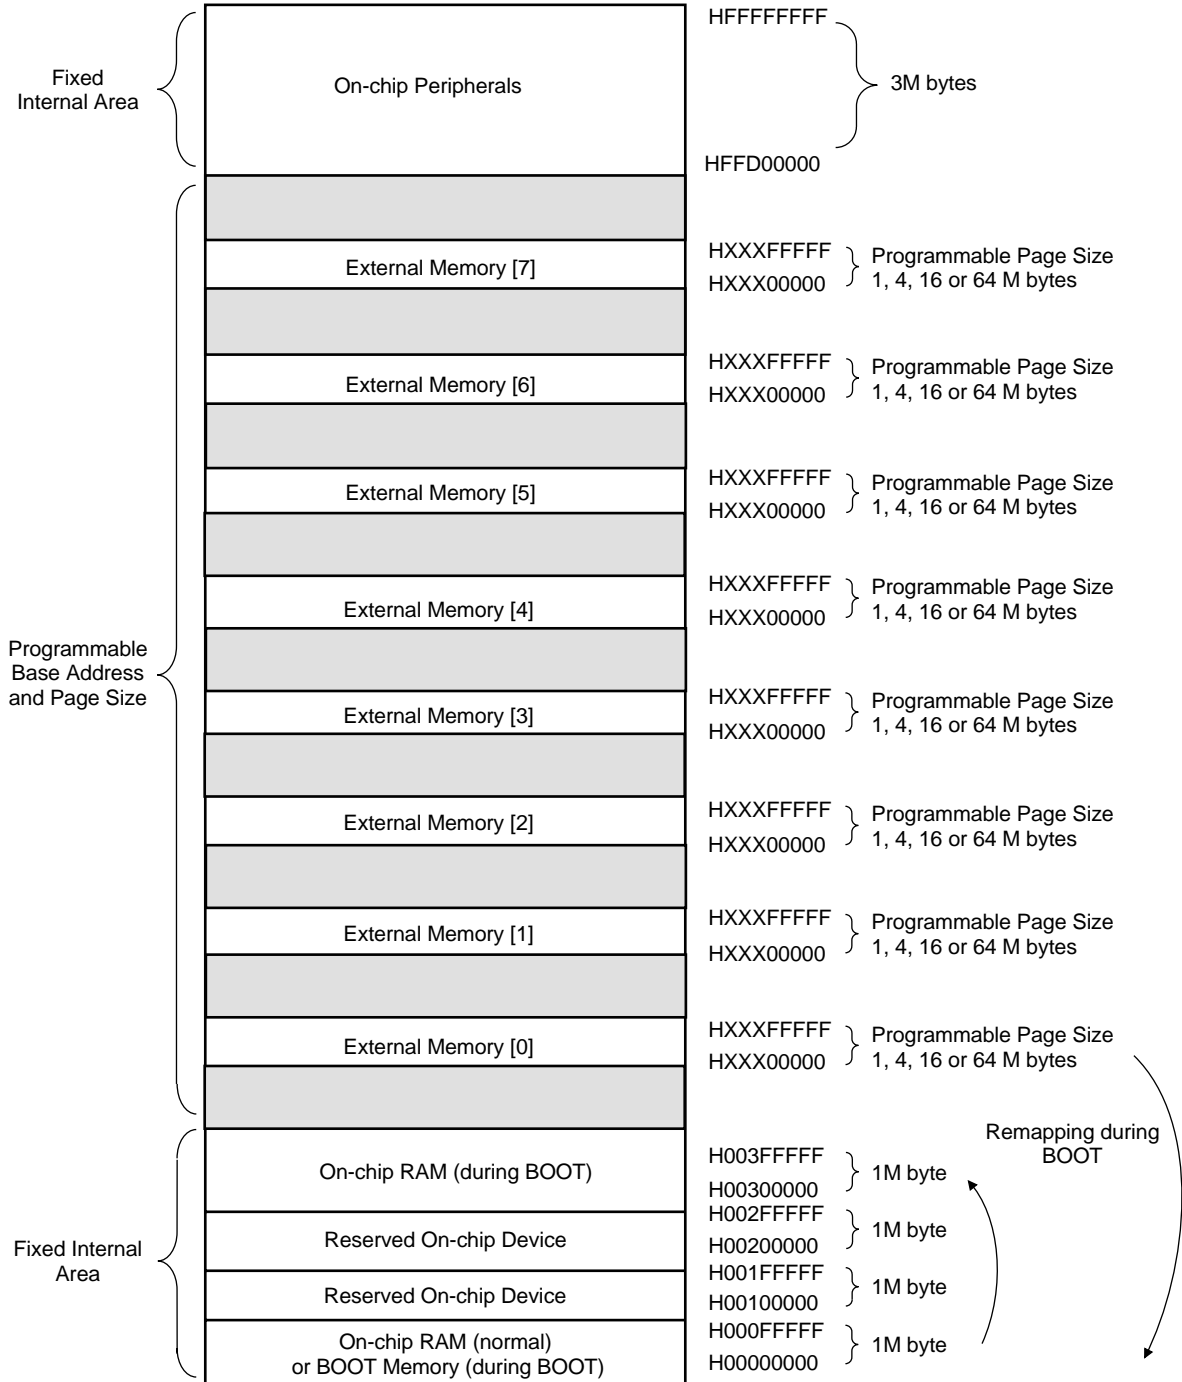 HFFFFFFFF
Fixed
Internal Area
On-chip Peripherals
3M bytes
HFFD00000
HXXXFFFFF
Programmable Page Size
External Memory [7]
HXXX00000
1, 4, 16 or 64 M bytes
HXXXFFFFF
Programmable Page Size
External Memory [6]
HXXX00000
1, 4, 16 or 64 M bytes
HXXXFFFFF
Programmable Page Size
External Memory [5]
HXXX00000
1, 4, 16 or 64 M bytes
HXXXFFFFF
Programmable Page Size
External Memory [4]
HXXX00000
1, 4, 16 or 64 M bytes
Programmable
Base Address
and Page Size
HXXXFFFFF
Programmable Page Size
External Memory [3]
HXXX00000
1, 4, 16 or 64 M bytes
HXXXFFFFF
Programmable Page Size
External Memory [2]
HXXX00000
1, 4, 16 or 64 M bytes
HXXXFFFFF
Programmable Page Size
External Memory [1]
HXXX00000
1, 4, 16 or 64 M bytes
HXXXFFFFF
Programmable Page Size
External Memory [0]
HXXX00000
1, 4, 16 or 64 M bytes
Remapping during
BOOT
On-chip RAM (during BOOT)
H003FFFFF
1M byte
H00300000
Fixed Internal
Area
Reserved On-chip Device
H002FFFFF
1M byte
H00200000
Reserved On-chip Device
H001FFFFF
1M byte
H00100000
On-chip RAM (normal)
or BOOT Memory (during BOOT)
H000FFFFF
1M byte
H00000000